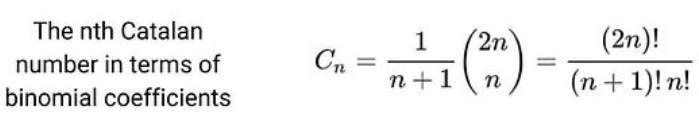 The nth Catalan
number in terms of
binomial coefficients
C_n = \frac{1}{n+1} \binom{2n}{n} = \frac{(2n)!}{(n+1)!\,n!}